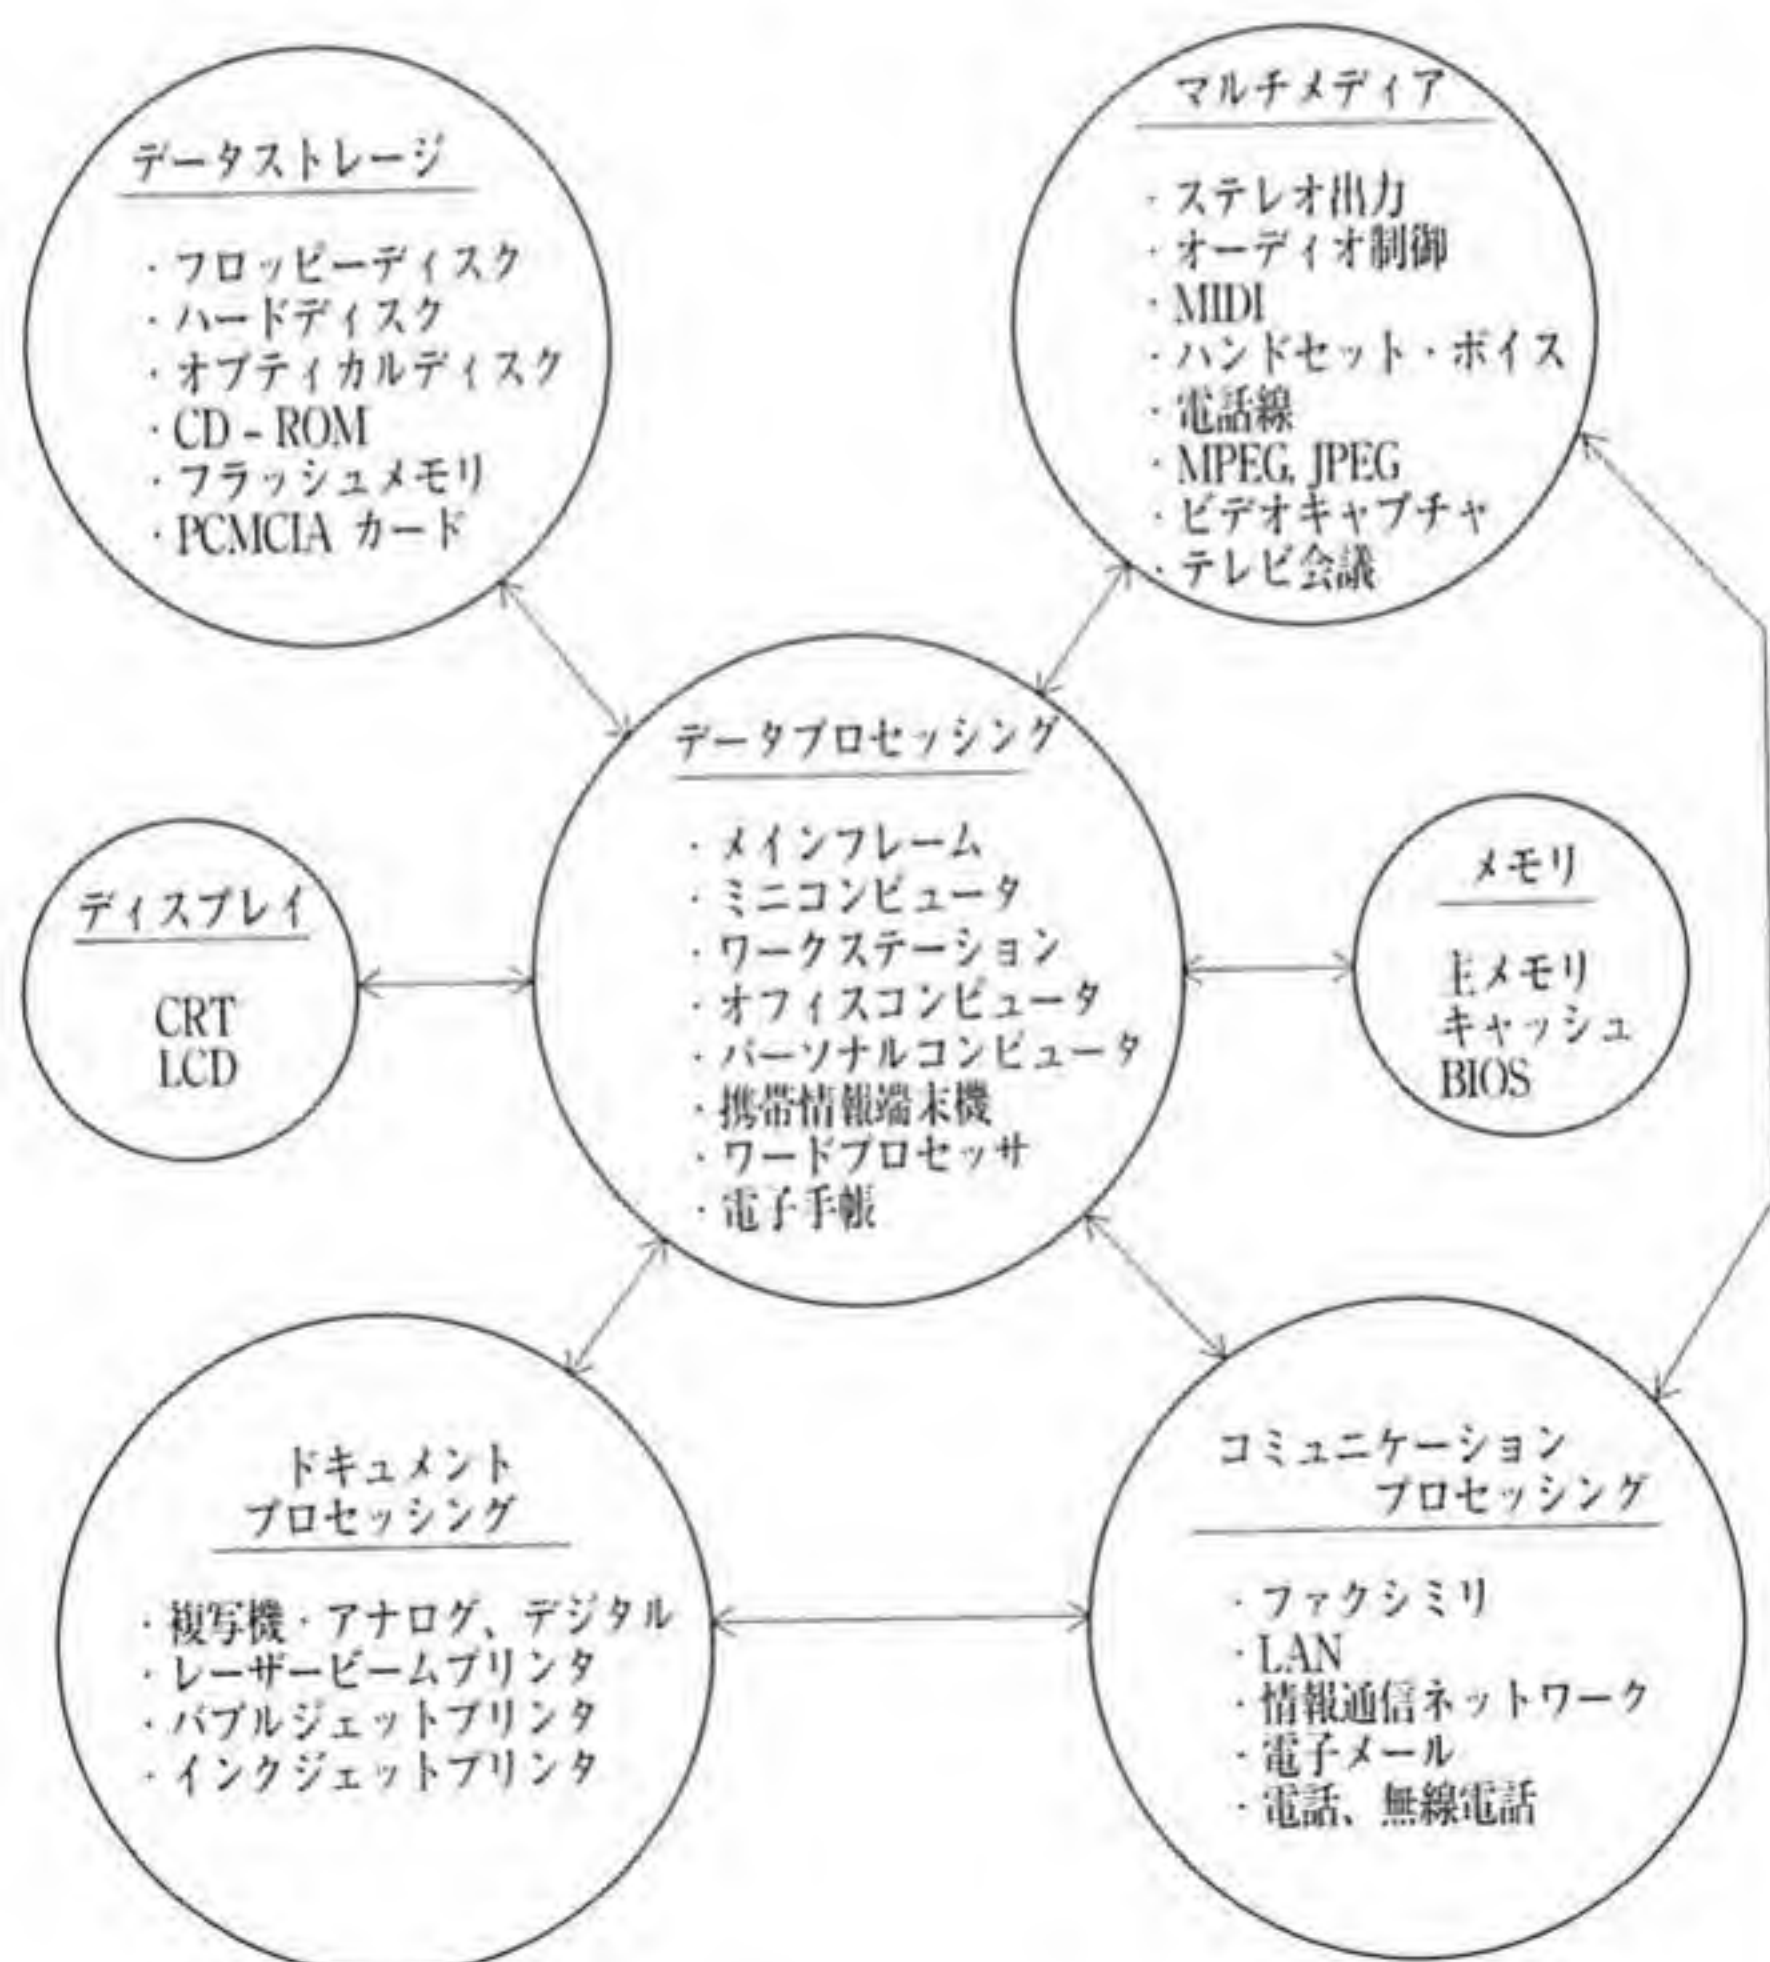 データストレージ
・フロッピーディスク
・ハードディスク
・オプティカルディスク
・CD－ROM
・フラッシュメモリ
・PCMCIA カード
マルチメディア
・ステレオ出力
・オーディオ制御
・MIDI
・ハンドセット・ボイス
・電話線
・MPEG, JPEG
・ビデオキャプチャ
・テレビ会議
データプロセッシング
・メインフレーム
・ミニコンピュータ
・ワークステーション
・オフィスコンピュータ
・パーソナルコンピュータ
・携帯情報端末機
・ワードプロセッサ
・電子手帳
ディスプレイ
CRT
LCD
メモリ
主メモリ
キャッシュ
BIOS
ドキュメント
プロセッシング
・複写機・アナログ、デジタル
・レーザービームプリンタ
・バブルジェットプリンタ
・インクジェットプリンタ
コミュニケーション
プロセッシング
・ファクシミリ
・LAN
・情報通信ネットワーク
・電子メール
・電話、無線電話